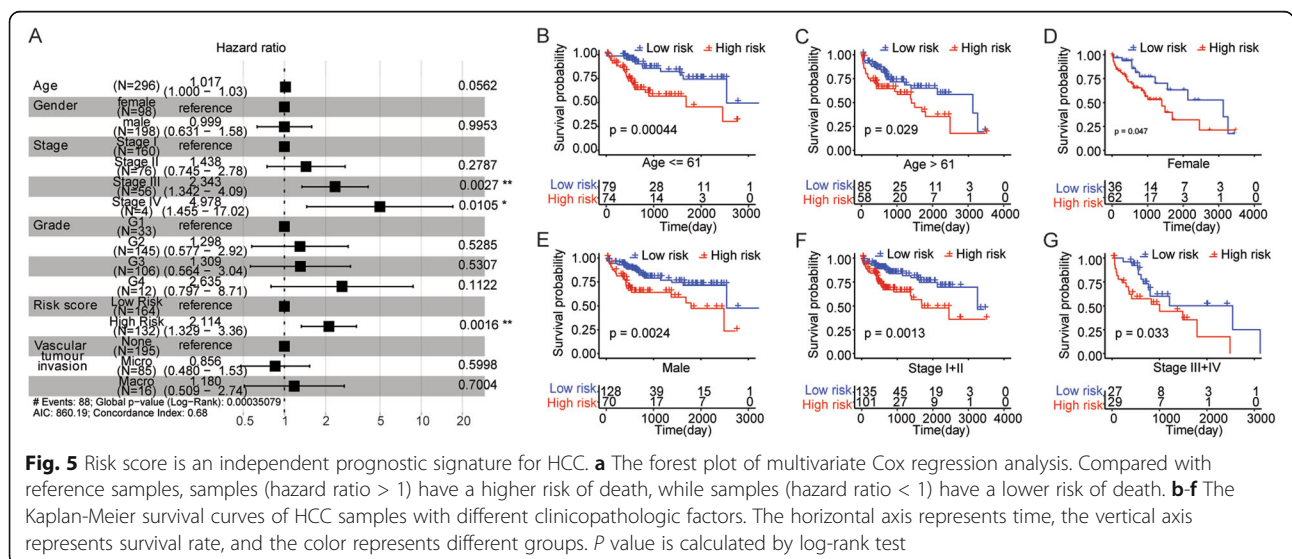 A
Hazard ratio
Age (N=296) 1.017 (1.000 − 1.03) 0.0562
Gender female (N=98) reference
male (N=198) 0.999 (0.631 − 1.58) 0.9953
Stage Stage I (N=160) reference
Stage II (N=76) 1.438 (0.745 − 2.78) 0.2787
Stage III (N=56) 2.343 (1.342 − 4.09) 0.0027 **
Stage IV (N=4) 4.978 (1.455 − 17.02) 0.0105 *
Grade G1 (N=33) reference
G2 (N=145) 1.298 (0.577 − 2.92) 0.5285
G3 (N=106) 1.309 (0.564 − 3.04) 0.5307
G4 (N=12) 2.635 (0.797 − 8.71) 0.1122
Risk score Low Risk (N=164) reference
High Risk (N=132) 2.114 (1.329 − 3.36) 0.0016 **
Vascular tumour invasion None (N=195) reference
Micro (N=85) 0.856 (0.480 − 1.53) 0.5998
Macro (N=16) 1.180 (0.509 − 2.74) 0.7004
# Events: 88; Global p-value (Log-Rank): 0.00035079
AIC: 860.19; Concordance Index: 0.68
0.5 1 2 5 10 20
B
Low risk High risk
Survival probability
1.00
0.75
0.50
0.25
0.00
p = 0.00044
Age <= 61
Low risk 79 28 11 1
High risk 74 14 2 0
0 1000 2000 3000
Time(day)
C
Low risk High risk
Survival probability
1.00
0.75
0.50
0.25
0.00
p = 0.029
Age > 61
Low risk 85 25 11 3 0
High risk 58 20 7 1 0
0 1000 2000 3000 4000
Time(day)
D
Low risk High risk
Survival probability
1.00
0.75
0.50
0.25
0.00
p = 0.047
Female
Low risk 36 14 7 3 0
High risk 62 17 3 1 0
0 1000 2000 3000 4000
Time(day)
E
Low risk High risk
Survival probability
1.00
0.75
0.50
0.25
0.00
p = 0.0024
Male
Low risk 128 39 15 1
High risk 70 17 7 0
0 1000 2000 3000
Time(day)
F
Low risk High risk
Survival probability
1.00
0.75
0.50
0.25
0.00
p = 0.0013
Stage I+II
Low risk 135 45 19 3 0
High risk 101 27 9 1 0
0 1000 2000 3000 4000
Time(day)
G
Low risk High risk
Survival probability
1.00
0.75
0.50
0.25
0.00
p = 0.033
Stage III+IV
Low risk 27 8 3 1
High risk 29 7 1 0
0 1000 2000 3000
Time(day)
Fig. 5 Risk score is an independent prognostic signature for HCC. a The forest plot of multivariate Cox regression analysis. Compared with
reference samples, samples (hazard ratio > 1) have a higher risk of death, while samples (hazard ratio < 1) have a lower risk of death. b-f The
Kaplan-Meier survival curves of HCC samples with different clinicopathologic factors. The horizontal axis represents time, the vertical axis
represents survival rate, and the color represents different groups. P value is calculated by log-rank test